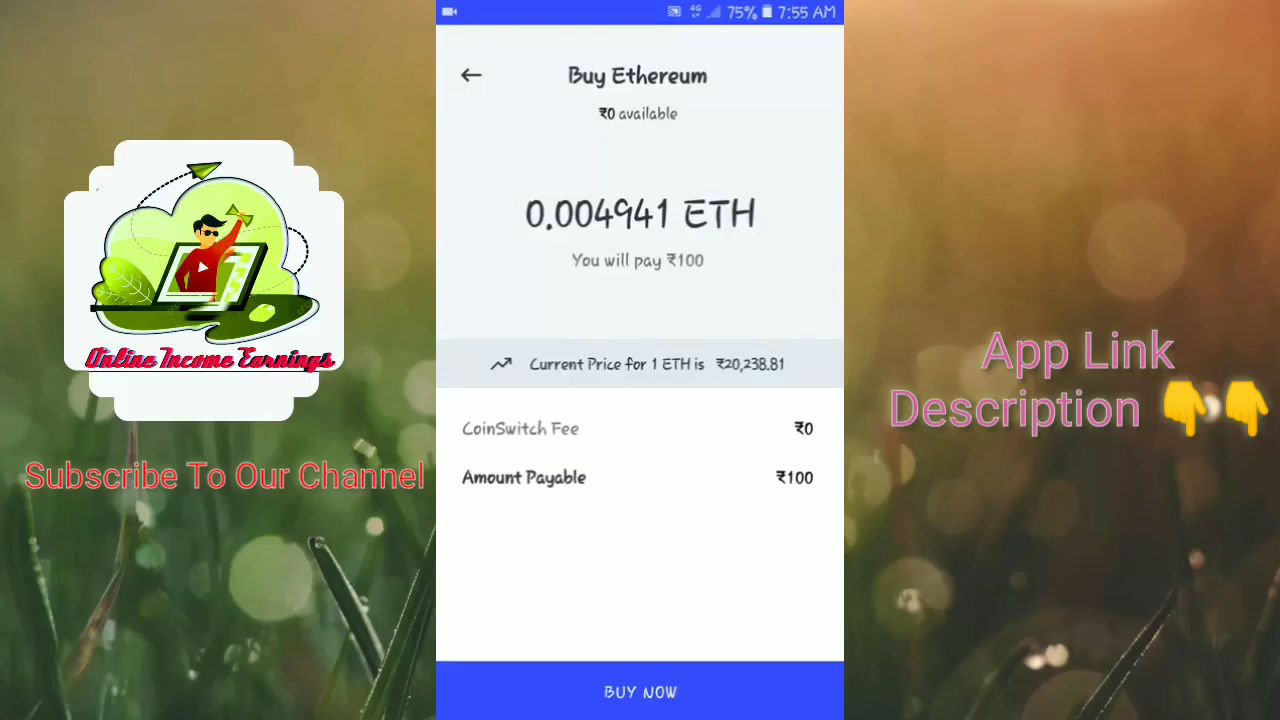 75% 7:55 AM
4G
Buy Ethereum
₹0 available
0.004941 ETH
You will pay ₹100
Current Price for 1 ETH is ₹20,238.81
CoinSwitch Fee ₹0
Amount Payable ₹100
BUY NOW
Online Income Earnings
Subscribe To Our Channel
App Link
Description 👇👇